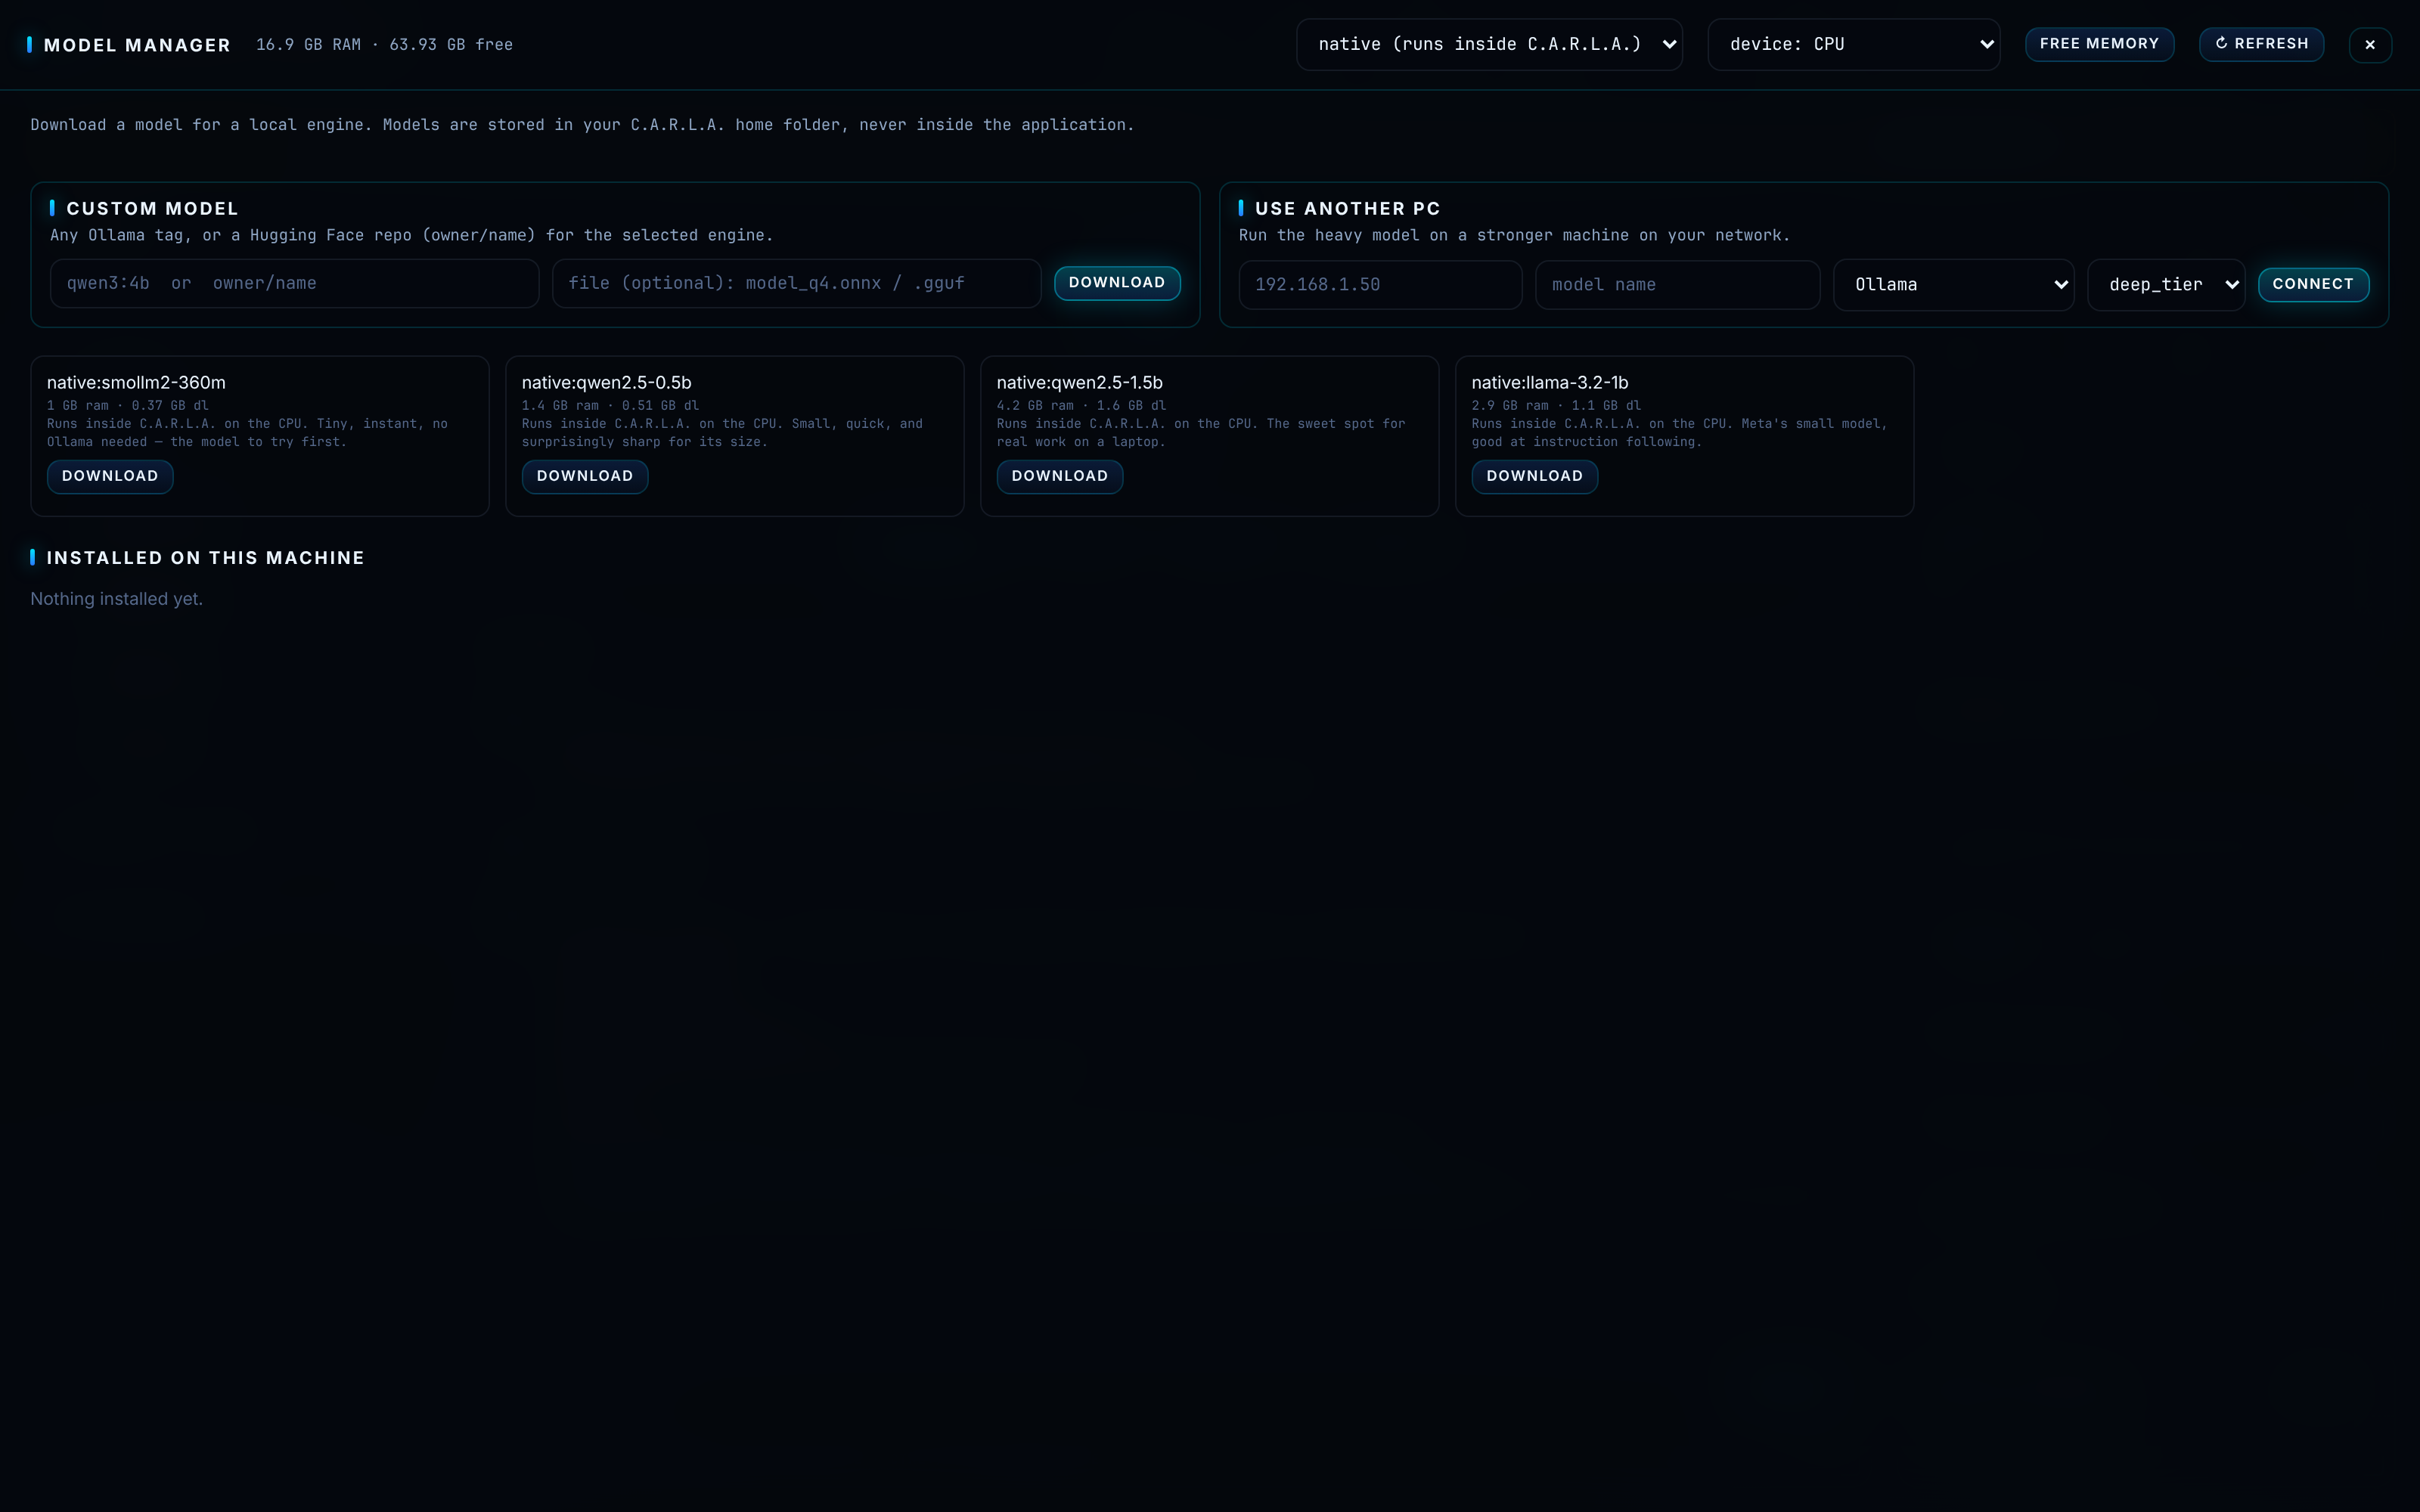 MODEL MANAGER 16.9 GB RAM · 63.93 GB free native (runs inside C.A.R.L.A.) device: CPU FREE MEMORY ↻ REFRESH ×
Download a model for a local engine. Models are stored in your C.A.R.L.A. home folder, never inside the application.
CUSTOM MODEL
Any Ollama tag, or a Hugging Face repo (owner/name) for the selected engine.
qwen3:4b or owner/name file (optional): model_q4.onnx / .gguf DOWNLOAD
USE ANOTHER PC
Run the heavy model on a stronger machine on your network.
192.168.1.50 model name Ollama deep_tier CONNECT
native:smollm2-360m
1 GB ram · 0.37 GB dl
Runs inside C.A.R.L.A. on the CPU. Tiny, instant, no
Ollama needed — the model to try first.
DOWNLOAD
native:qwen2.5-0.5b
1.4 GB ram · 0.51 GB dl
Runs inside C.A.R.L.A. on the CPU. Small, quick, and
surprisingly sharp for its size.
DOWNLOAD
native:qwen2.5-1.5b
4.2 GB ram · 1.6 GB dl
Runs inside C.A.R.L.A. on the CPU. The sweet spot for
real work on a laptop.
DOWNLOAD
native:llama-3.2-1b
2.9 GB ram · 1.1 GB dl
Runs inside C.A.R.L.A. on the CPU. Meta's small model,
good at instruction following.
DOWNLOAD
INSTALLED ON THIS MACHINE
Nothing installed yet.